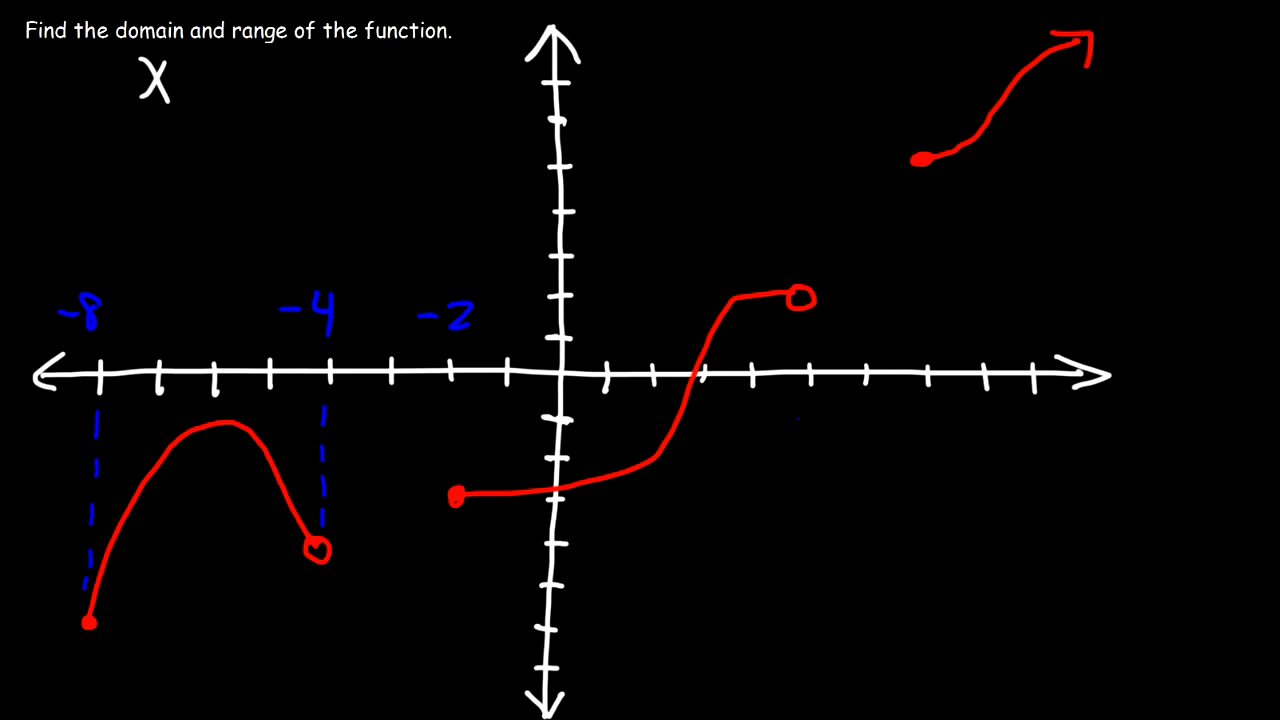 Find the domain and range of the function.
X
-8 -4 -2